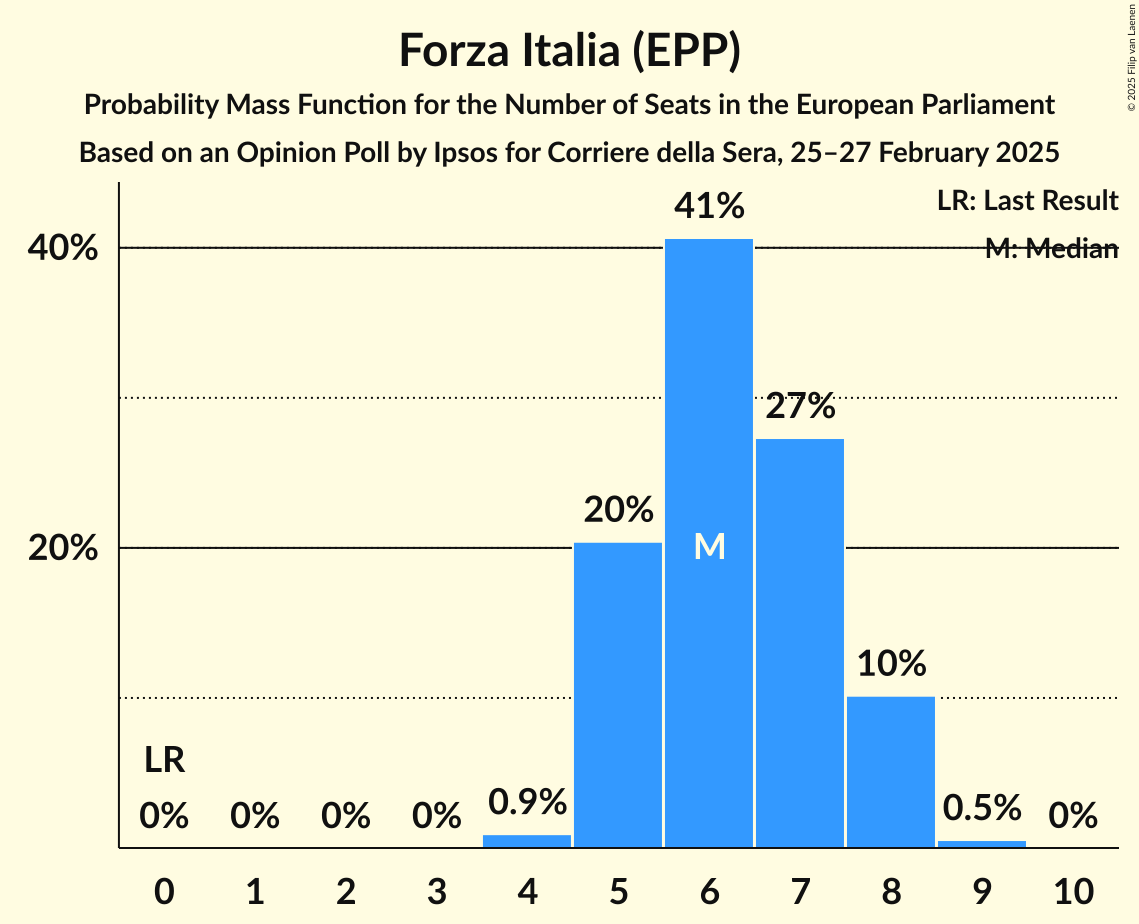 Forza Italia (EPP)
Probability Mass Function for the Number of Seats in the European Parliament
Based on an Opinion Poll by Ipsos for Corriere della Sera, 25–27 February 2025
© 2025 Filip van Laenen
LR: Last Result
M: Median
40%
20%
41%
27%
20%
M
10%
LR
0% 0% 0% 0% 0.9% 0.5% 0%
0 1 2 3 4 5 6 7 8 9 10